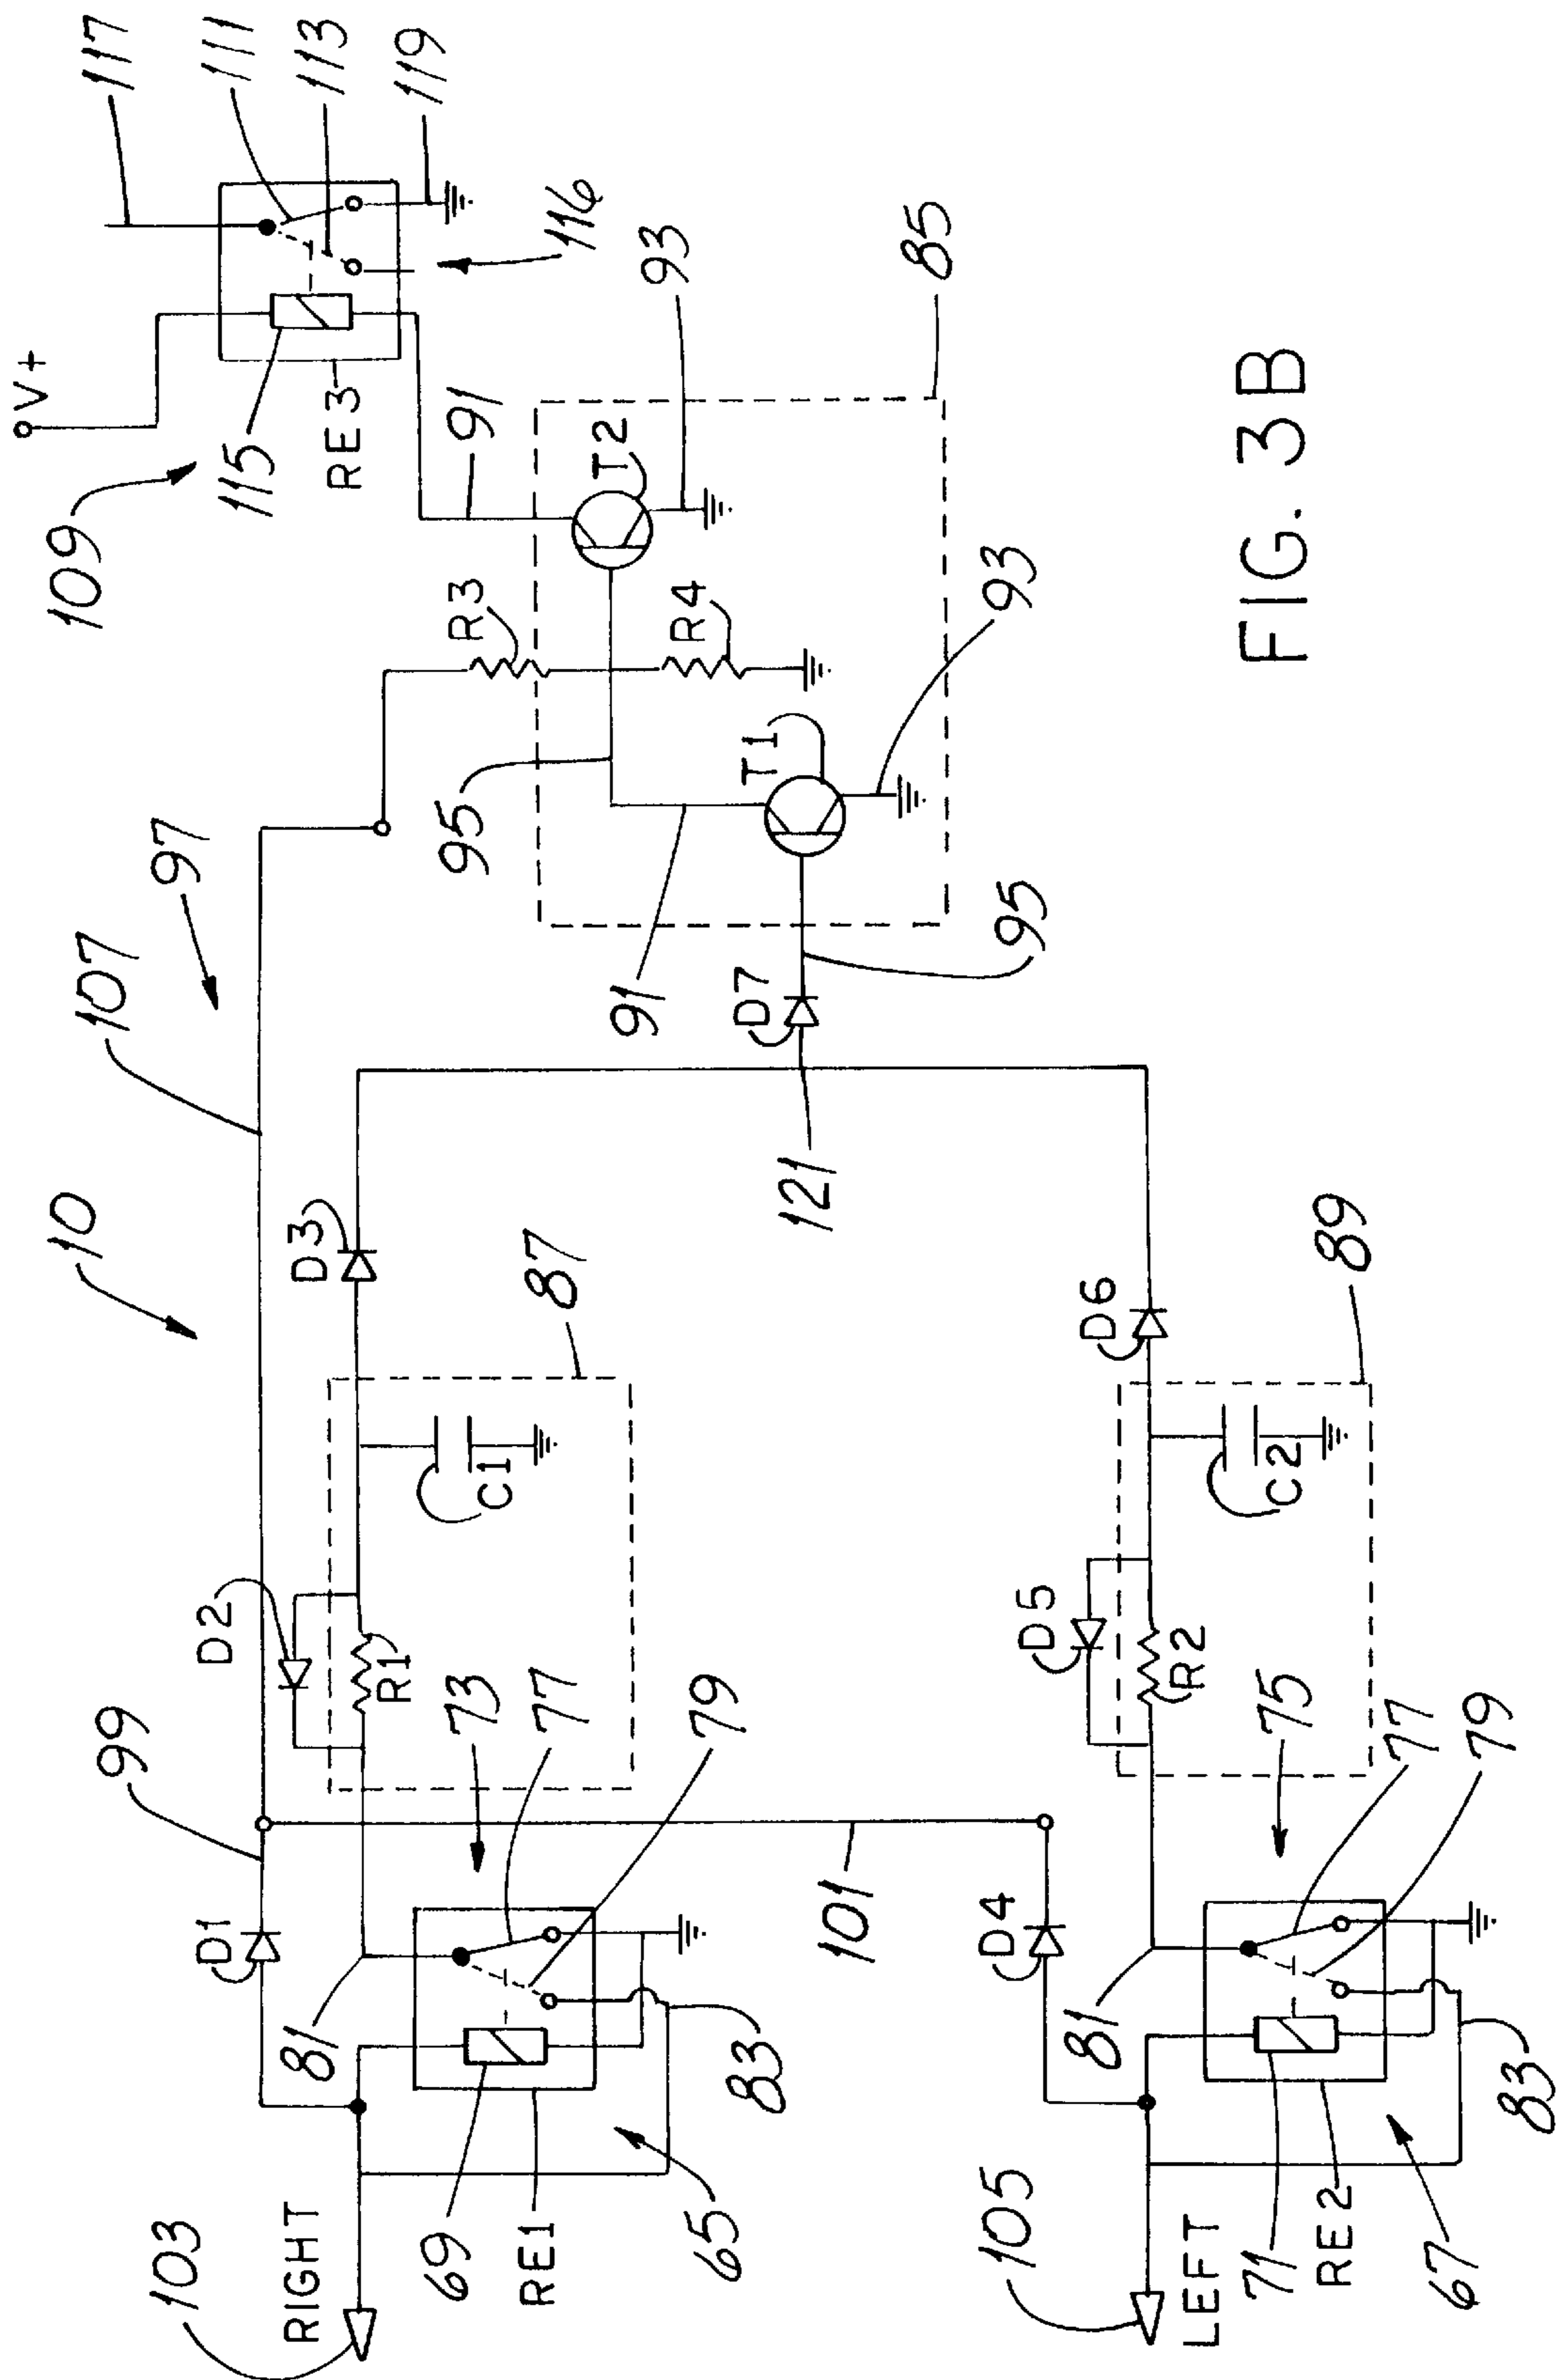 V+
117
111
113
119
109
115
RE3
116
91
T2
93
85
97
R3
R4
95
T1
93
107
91
D7
95
10
121
D3
87
D6
89
C1
C2
D2
R1
D5
R2
99
73
77
79
75
77
79
D1
81
101
D4
81
83
83
RIGHT
103
69
RE1
65
LEFT
105
71
RE2
67
FIG. 3B